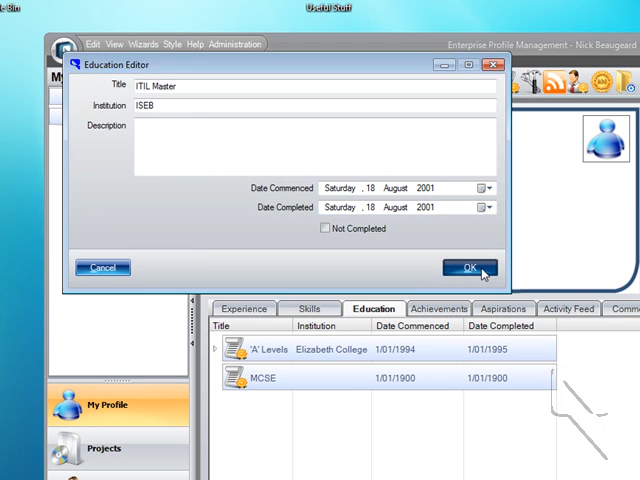 le Bin
Useful Stuff
Edit View Wizards Style Help Administration
Enterprise Profile Management - Nick Beaugeard
Education Editor
Title
ITIL Master
Institution
ISEB
Description
Date Commenced
Saturday , 18 August 2001
Date Completed
Saturday , 18 August 2001
Not Completed
Cancel
OK
Experience Skills Education Achievements Aspirations Activity Feed Comm
Title Institution Date Commenced Date Completed
'A' Levels Elizabeth College 1/01/1994 1/01/1995
MCSE 1/01/1900 1/01/1900
My Profile
Projects